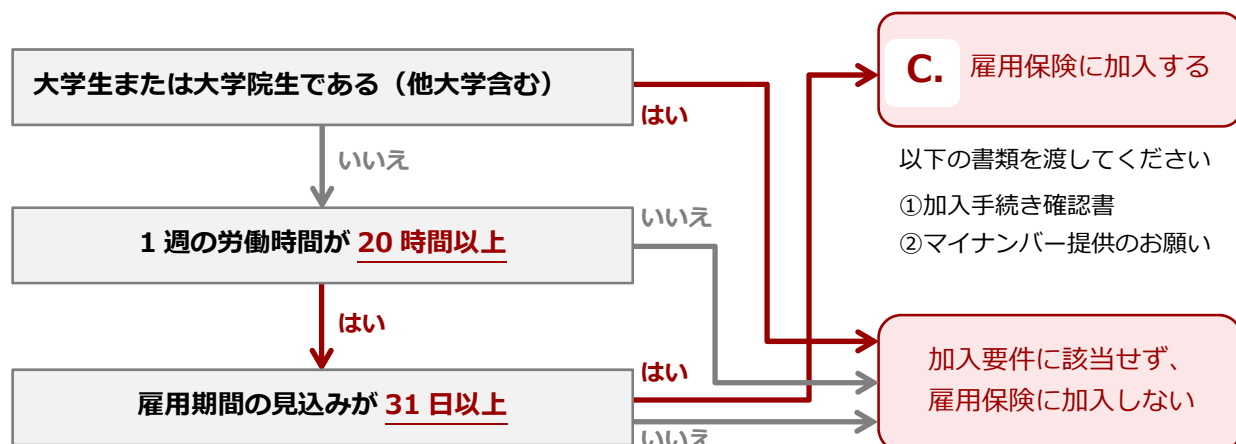 大学生または大学院生である（他大学含む）
はい
いいえ
1 週の労働時間が 20 時間以上
いいえ
はい
雇用期間の見込みが 31 日以上
はい
いいえ
C. 雇用保険に加入する
以下の書類を渡してください
①加入手続き確認書
②マイナンバー提供のお願い
加入要件に該当せず、
雇用保険に加入しない